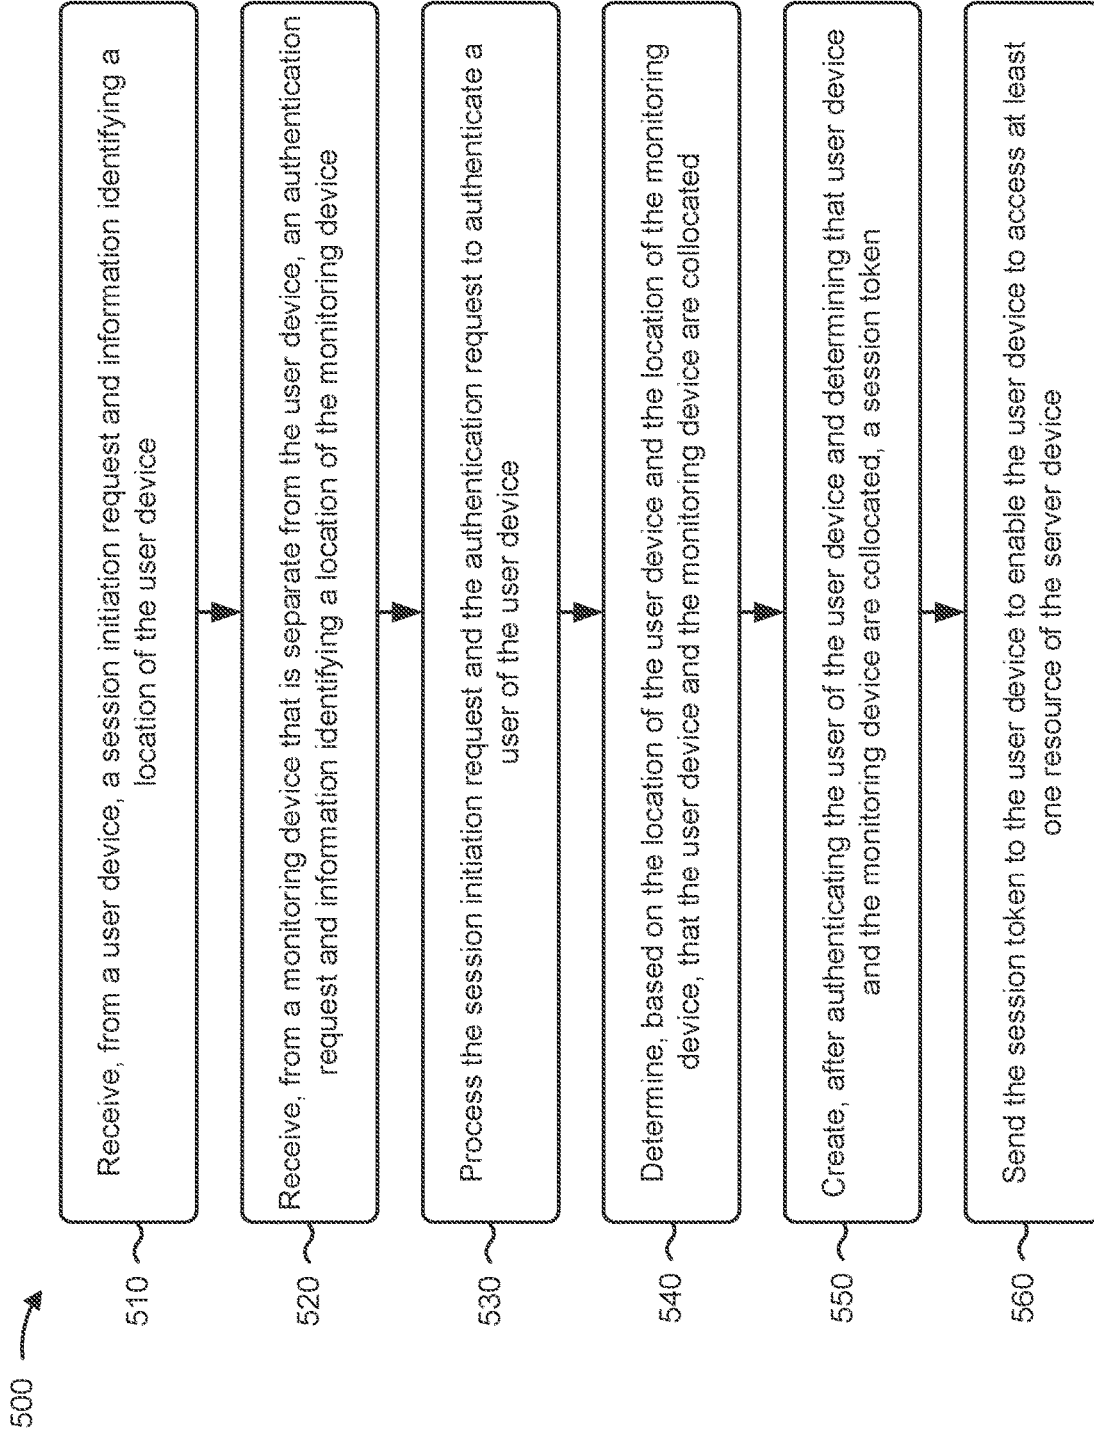 500
510
Receive, from a user device, a session initiation request and information identifying a
location of the user device
520
Receive, from a monitoring device that is separate from the user device, an authentication
request and information identifying a location of the monitoring device
530
Process the session initiation request and the authentication request to authenticate a
user of the user device
540
Determine, based on the location of the user device and the location of the monitoring
device, that the user device and the monitoring device are collocated
550
Create, after authenticating the user of the user device and determining that user device
and the monitoring device are collocated, a session token
560
Send the session token to the user device to enable the user device to access at least
one resource of the server device